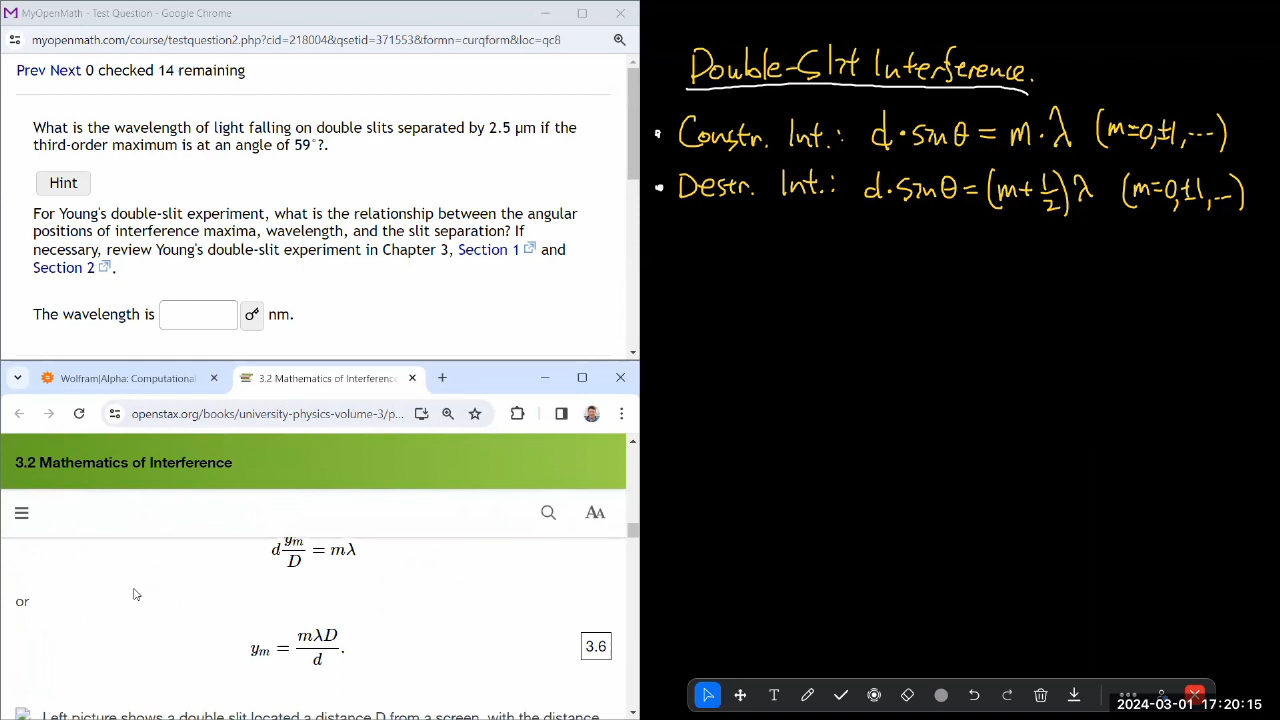 MyOpenMath - Test Question - Google Chrome
myopenmath.com/course/testquestion2.php?cid=218004&qsetid=371553&formn=curqform&loc=qc8
Prev Next 0 checked 14 remaining
What is the wavelength of light falling on double slits separated by 2.5 μm if the
third-order maximum is at an angle of 59°?.
Hint
For Young's double-slit experiment, what is the relationship between the angular
positions of interference maxima, wavelength, and the slit separation? If
necessary, review Young's double-slit experiment in Chapter 3, Section 1 and
Section 2.
The wavelength is nm.
Wolfram|Alpha: Computational
3.2 Mathematics of Interference
openstax.org/books/university-physics-volume-3/p...
3.2 Mathematics of Interference
AA
d y_m/D = mλ
or
y_m = mλD/d. 3.6
Left picture shows a double slit located a distance D from a screen, with the distance
Double-Slit Interference.
• Constr. Int.: d·sinθ = m·λ (m=0,±1,...)
• Destr. Int.: d·sinθ = (m+1/2)λ (m=0,±1,...)
T
2024-03-01 17:20:15